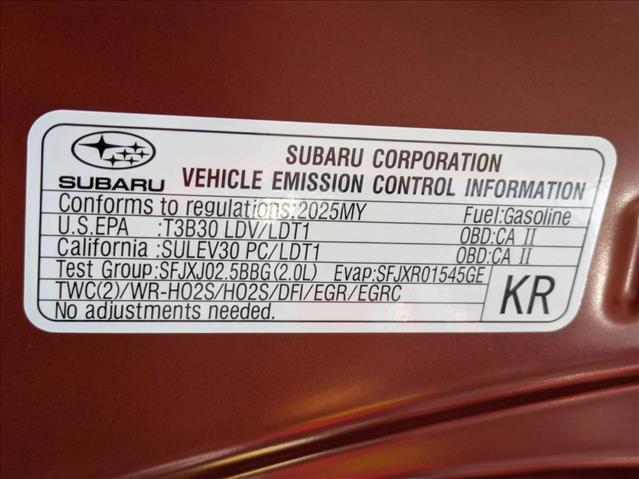 SUBARU
SUBARU CORPORATION
VEHICLE EMISSION CONTROL INFORMATION
Conforms to regulations:2025MY Fuel:Gasoline
U.S.EPA :T3B30 LDV/LDT1 OBD:CA II
California :SULEV30 PC/LDT1 OBD:CA II
Test Group:SFJXJ02.5BBG(2.0L) Evap:SFJXR01545GE
TWC(2)/WR-HO2S/HO2S/DFI/EGR/EGRC
No adjustments needed.
KR